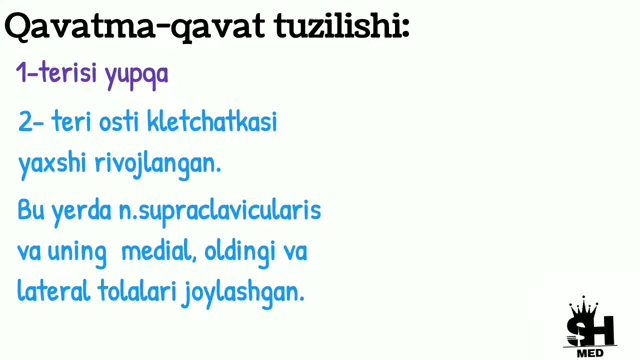 Qavatma-qavat tuzilishi:
1-terisi yupqa
2- teri osti kletchatkasi
yaxshi rivojlangan.
Bu yerda n.supraclavicularis
va uning medial, oldingi va
lateral tolalari joylashgan.
SH
MED